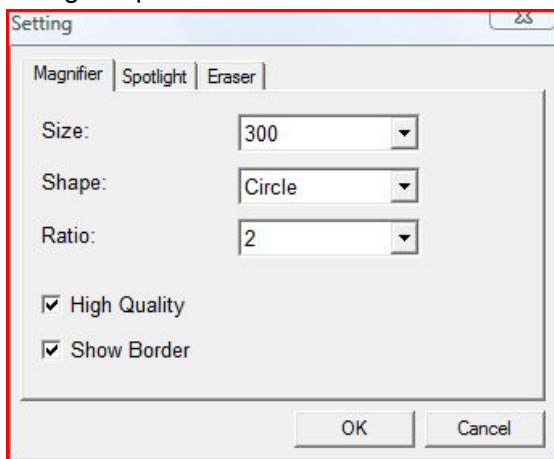 Setting
Magnifier Spotlight Eraser
Size: 300
Shape: Circle
Ratio: 2
High Quality
Show Border
OK Cancel